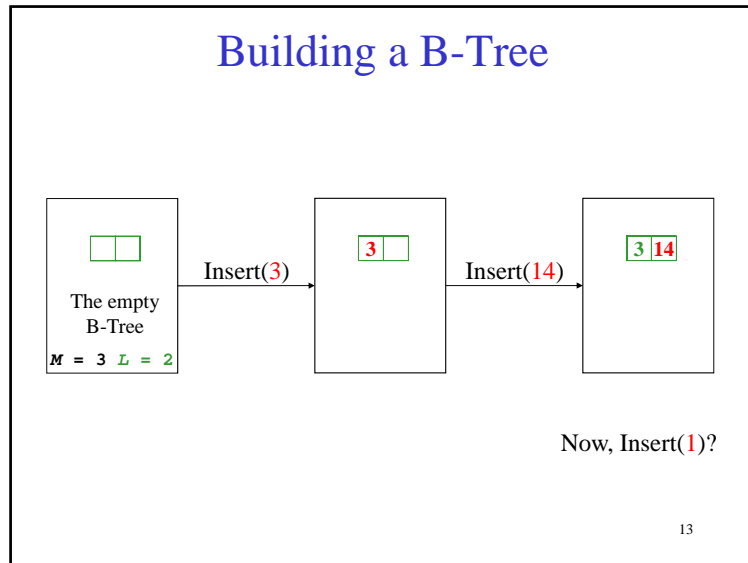 Building a B-Tree
The empty
B-Tree
M = 3 L = 2
Insert(3)
3
Insert(14)
3 14
Now, Insert(1)?
13